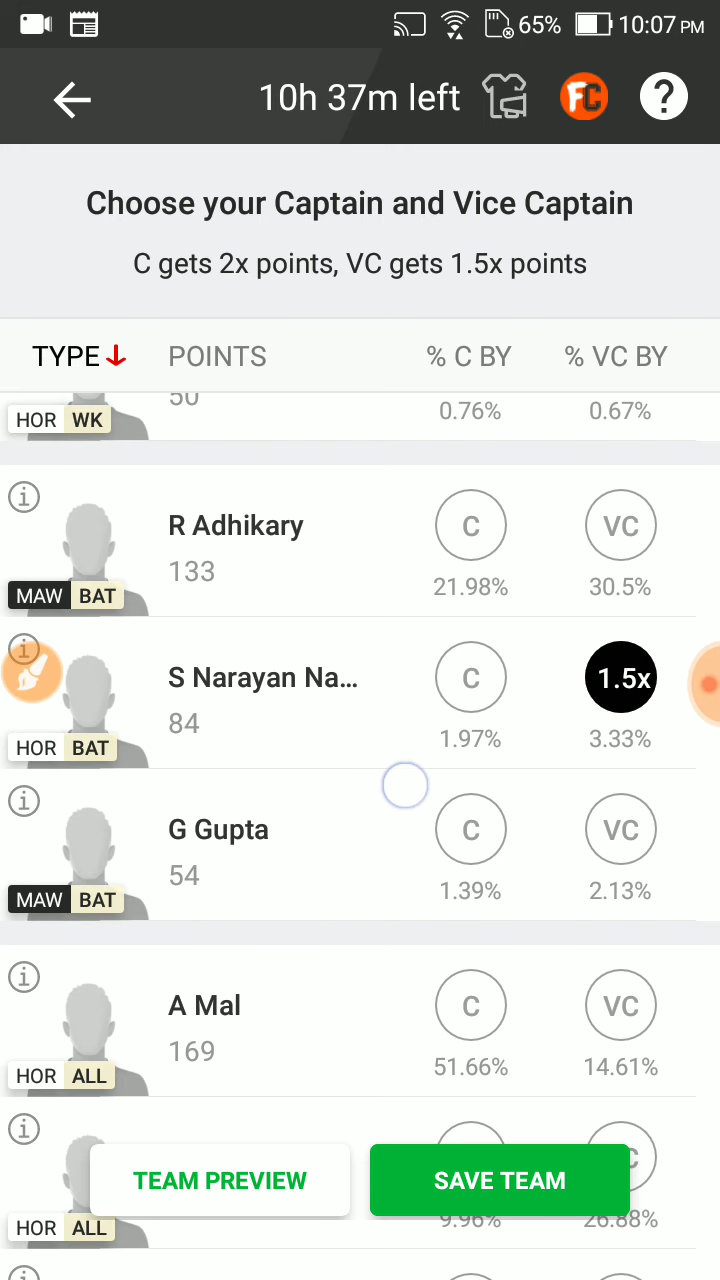 65% 10:07 PM
10h 37m left FC ?
Choose your Captain and Vice Captain
C gets 2x points, VC gets 1.5x points
TYPE POINTS % C BY % VC BY
50
HOR WK 0.76% 0.67%
i
R Adhikary C VC
133
MAW BAT 21.98% 30.5%
i
S Narayan Na... C 1.5x
84
HOR BAT 1.97% 3.33%
i
G Gupta C VC
54
MAW BAT 1.39% 2.13%
i
A Mal C VC
169
HOR ALL 51.66% 14.61%
i
C
TEAM PREVIEW SAVE TEAM
HOR ALL 9.96% 26.88%